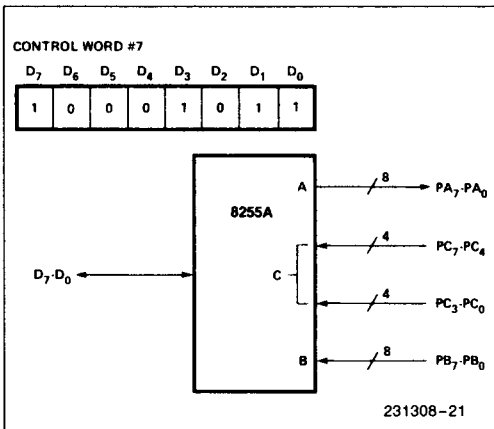 CONTROL WORD #7
D7 D6 D5 D4 D3 D2 D1 D0
1 0 0 0 1 0 1 1
A 8 PA7-PA0
8255A
4 PC7-PC4
D7-D0 C
4 PC3-PC0
B 8 PB7-PB0
231308-21